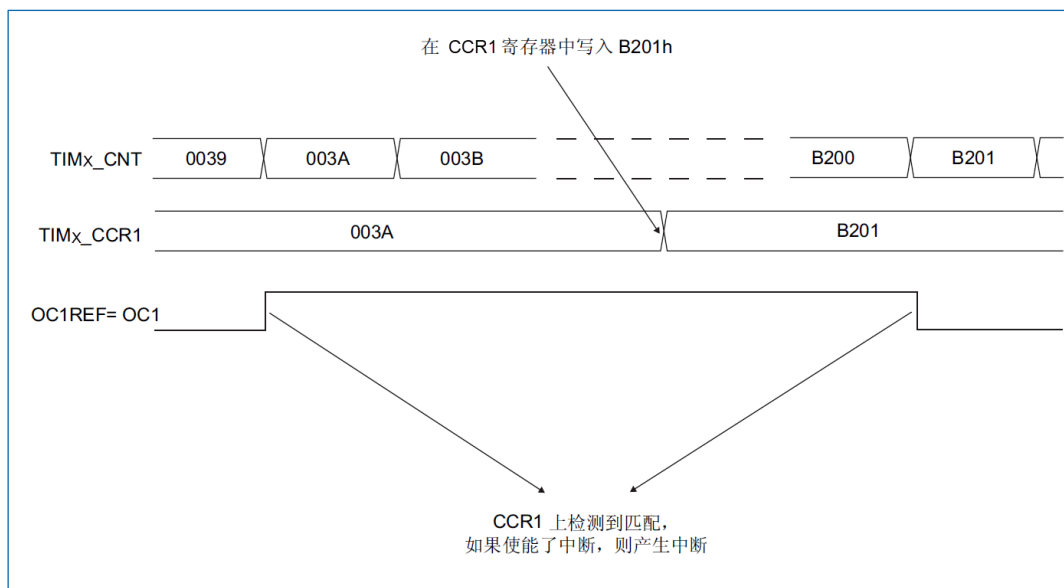 在 CCR1 寄存器中写入 B201h
TIMx_CNT 0039 003A 003B B200 B201
TIMx_CCR1 003A B201
OC1REF= OC1
CCR1 上检测到匹配，
如果使能了中断，则产生中断